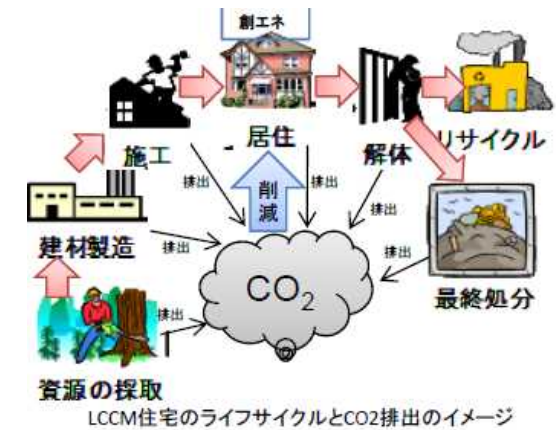 創エネ
施工
居住
解体
リサイクル
排出
削減
排出
排出
建材製造
排出
CO2
排出
最終処分
資源の採取
排出
LCCM住宅のライフサイクルとCO2排出のイメージ